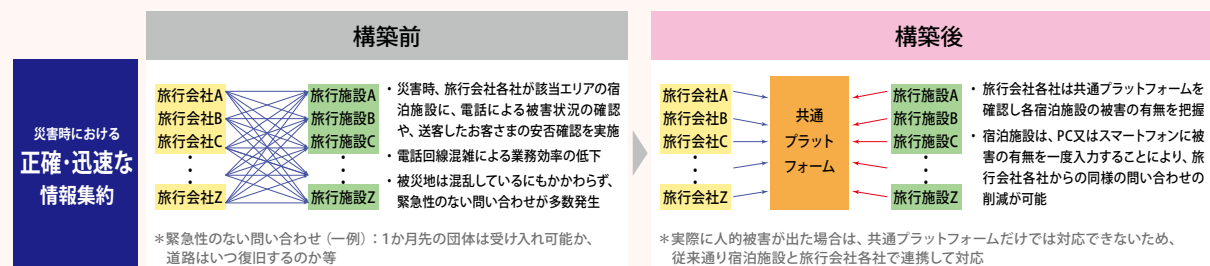 構築前
構築後
災害時における
正確・迅速な
情報集約
旅行会社A
旅行会社B
旅行会社C
・
・
旅行会社Z
旅行施設A
旅行施設B
旅行施設C
・
・
旅行施設Z
・災害時、旅行会社各社が該当エリアの宿
泊施設に、電話による被害状況の確認
や、送客したお客さまの安否確認を実施
・電話回線混雑による業務効率の低下
・被災地は混乱しているにもかかわらず、
緊急性のない問い合わせが多数発生
＊緊急性のない問い合わせ（一例）：1か月先の団体は受け入れ可能か、
道路はいつ復旧するのか等
旅行会社A
旅行会社B
旅行会社C
・
・
旅行会社Z
共通
プラット
フォーム
旅行施設A
旅行施設B
旅行施設C
・
・
旅行施設Z
・旅行会社各社は共通プラットフォームを
確認し各宿泊施設の被害の有無を把握
・宿泊施設は、PC又はスマートフォンに被
害の有無を一度入力することにより、旅
行会社各社からの同様の問い合わせの
削減が可能
＊実際に人的被害が出た場合は、共通プラットフォームだけでは対応できないため、
従来通り宿泊施設と旅行会社各社で連携して対応